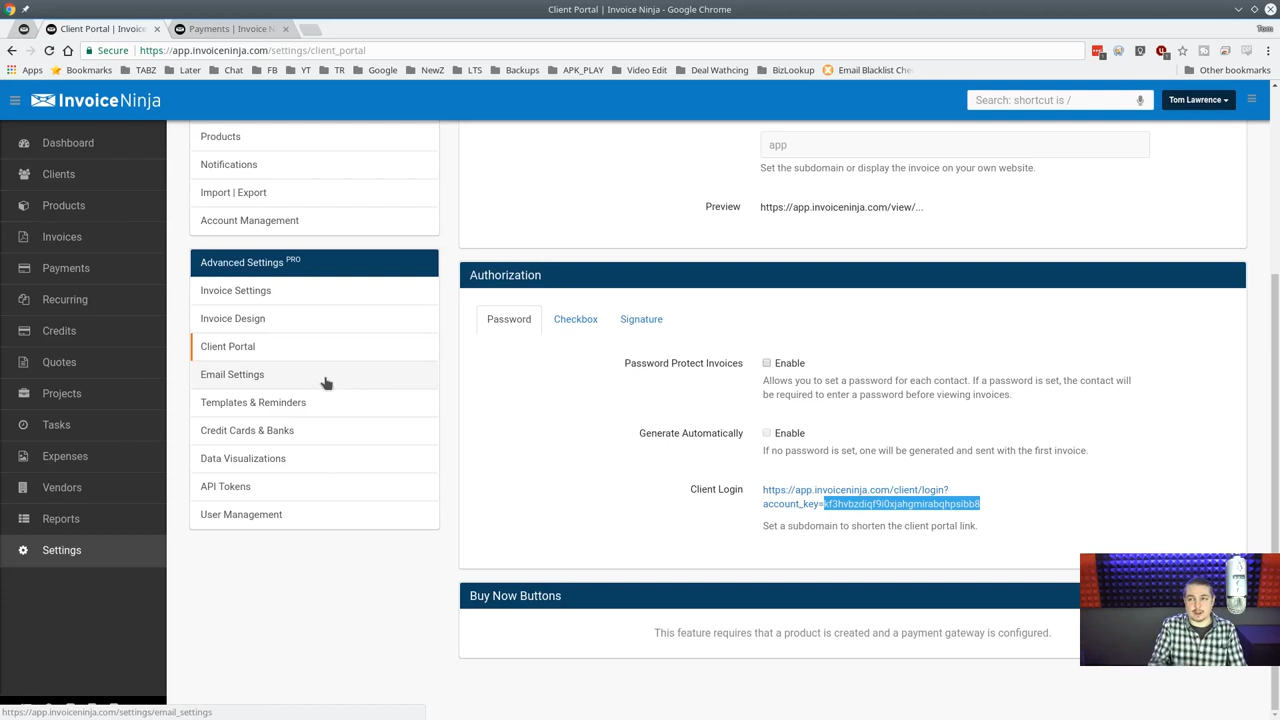 Client Portal | Invoice Ninja - Google Chrome
Client Portal | Invoice
Payments | Invoice N
Tom
Secure
https://app.invoiceninja.com/settings/client_portal
Apps
Bookmarks
TABZ
Later
Chat
FB
YT
TR
Google
NewZ
LTS
Backups
APK_PLAY
Video Edit
Deal Wathcing
BizLookup
Email Blacklist Che
Other bookmarks
InvoiceNinja
Search: shortcut is /
Tom Lawrence
Dashboard
Clients
Products
Invoices
Payments
Recurring
Credits
Quotes
Projects
Tasks
Expenses
Vendors
Reports
Settings
Products
Notifications
Import | Export
Account Management
Advanced Settings PRO
Invoice Settings
Invoice Design
Client Portal
Email Settings
Templates & Reminders
Credit Cards & Banks
Data Visualizations
API Tokens
User Management
app
Set the subdomain or display the invoice on your own website.
Preview
https://app.invoiceninja.com/view/...
Authorization
Password
Checkbox
Signature
Password Protect Invoices
Enable
Allows you to set a password for each contact. If a password is set, the contact will
be required to enter a password before viewing invoices.
Generate Automatically
Enable
If no password is set, one will be generated and sent with the first invoice.
Client Login
https://app.invoiceninja.com/client/login?
account_key=kf3hvbzdiqf9i0xjahgmirabqhpsibb8
Set a subdomain to shorten the client portal link.
Buy Now Buttons
This feature requires that a product is created and a payment gateway is configured.
https://app.invoiceninja.com/settings/email_settings